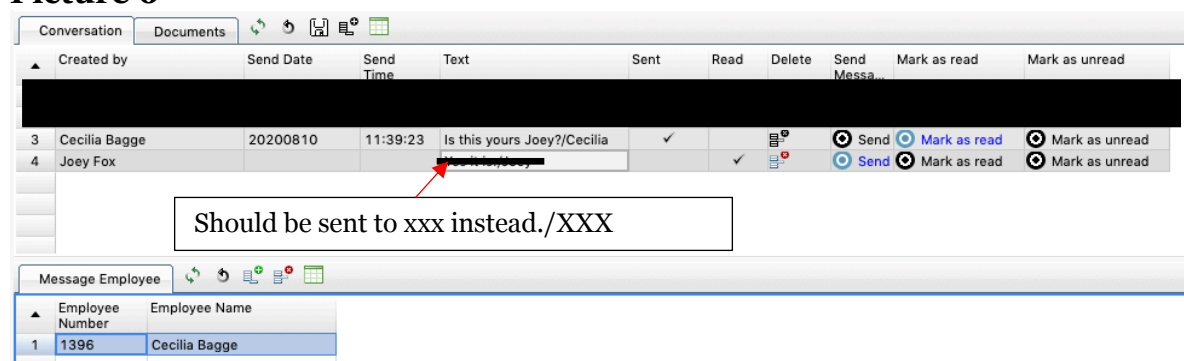 Conversation Documents
Created by Send Date Send Time Text Sent Read Delete Send Messa... Mark as read Mark as unread
3 Cecilia Bagge 20200810 11:39:23 Is this yours Joey?/Cecilia Send Mark as read Mark as unread
4 Joey Fox Send Mark as read Mark as unread
Should be sent to xxx instead./XXX
Message Employee
Employee Number Employee Name
1 1396 Cecilia Bagge